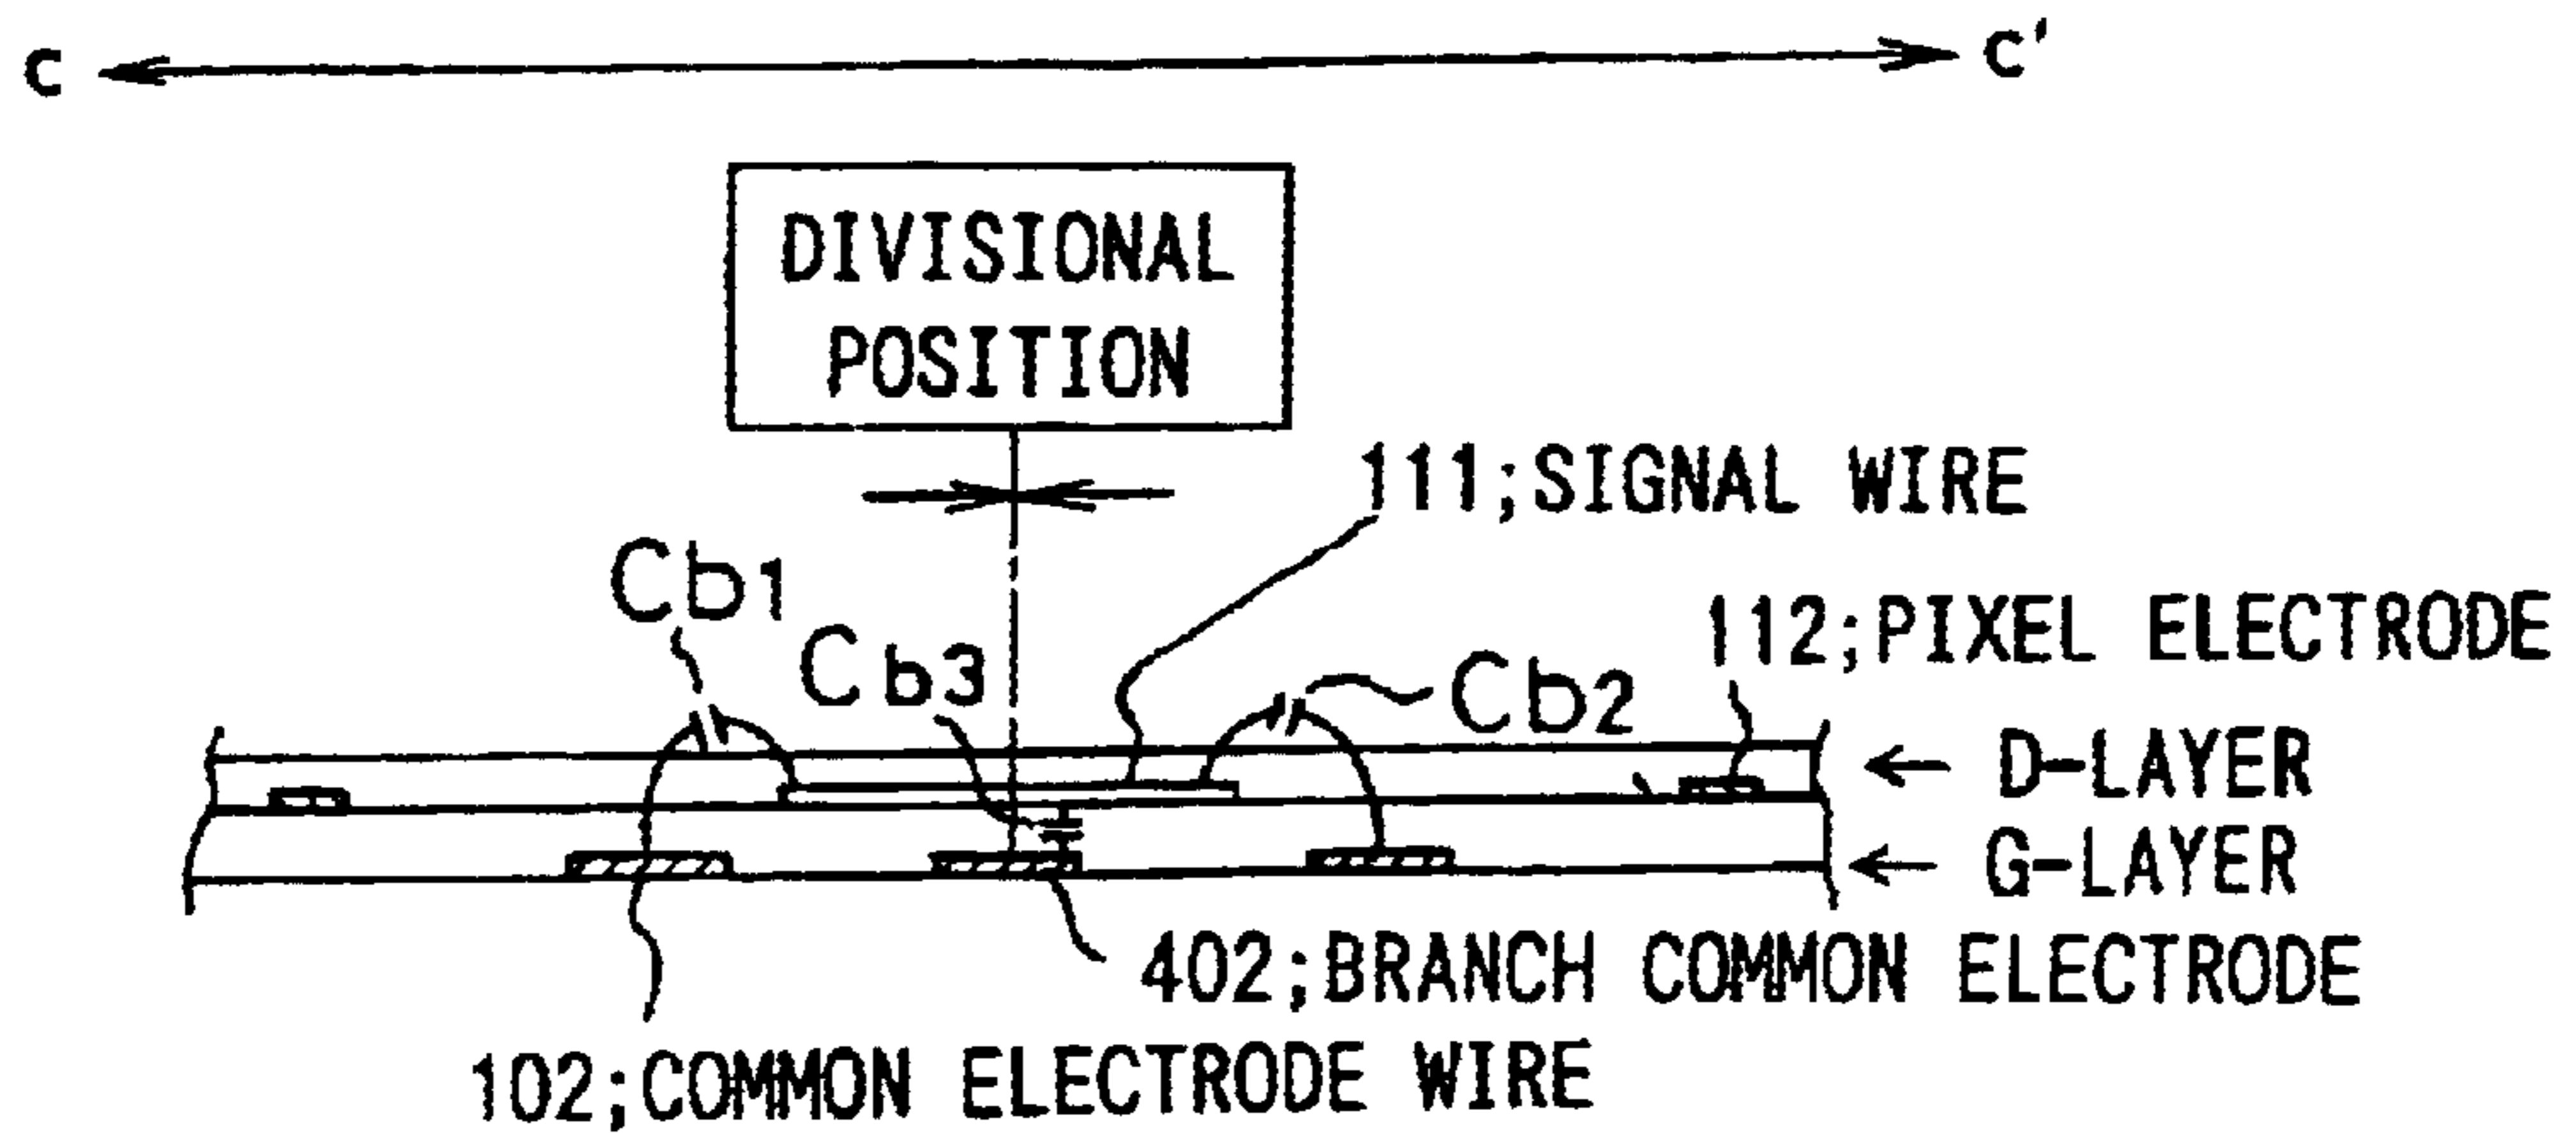 C C'
DIVISIONAL
POSITION
111;SIGNAL WIRE
Cb1
112;PIXEL ELECTRODE
Cb3
Cb2
D-LAYER
G-LAYER
402;BRANCH COMMON ELECTRODE
102;COMMON ELECTRODE WIRE